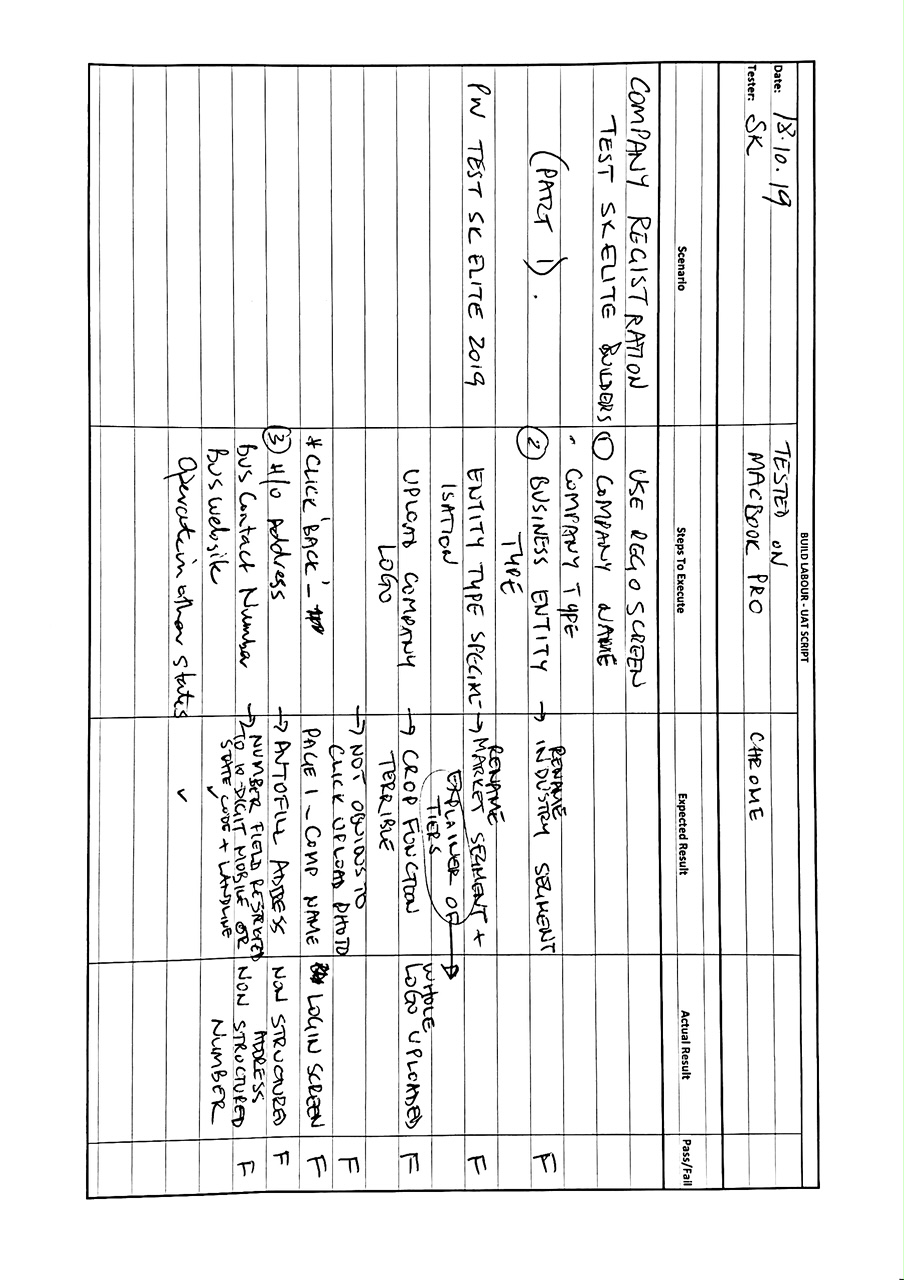 BUILD LABOUR - UAT SCRIPT
Date: 18.10.19 TESTED ON
Tester: SK MACBOOK PRO CHROME
Scenario Steps To Execute Expected Result Actual Result Pass/Fail
COMPANY REGISTRATION USE REGO SCREEN
TEST SK ELITE BUILDERS ① COMPANY NAME
- COMPANY TYPE
RENAME
(PART 1). ② BUSINESS ENTITY → INDUSTRY SEGMENT F
TYPE
RENAME
PW TEST SK ELITE 2019 ENTITY TYPE SPECIAL- → MARKET SEGMENT + F
ISATION EXPLAINER OF →
TIERS WHOLE
UPLOAD COMPANY → CROP FUNCTION LOGO UPLOADED F
LOGO TERRIBLE
→ NOT OBVIOUS TO F
CLICK UPLOAD PHOTO
* CLICK 'BACK' - PAGE 1 - COMP NAME LOGIN SCREEN F
③ H/O Address → AUTOFILL ADDESS NON STRUCTURED F
NUMBER FIELD RESTRICTED ADDRESS
Bus Contact Number → TO 10-DIGIT MOBILE OR NON STRUCTURED F
STATE CODE + LANDLINE NUMBER
Bus website ✓
Operate in other states ✓